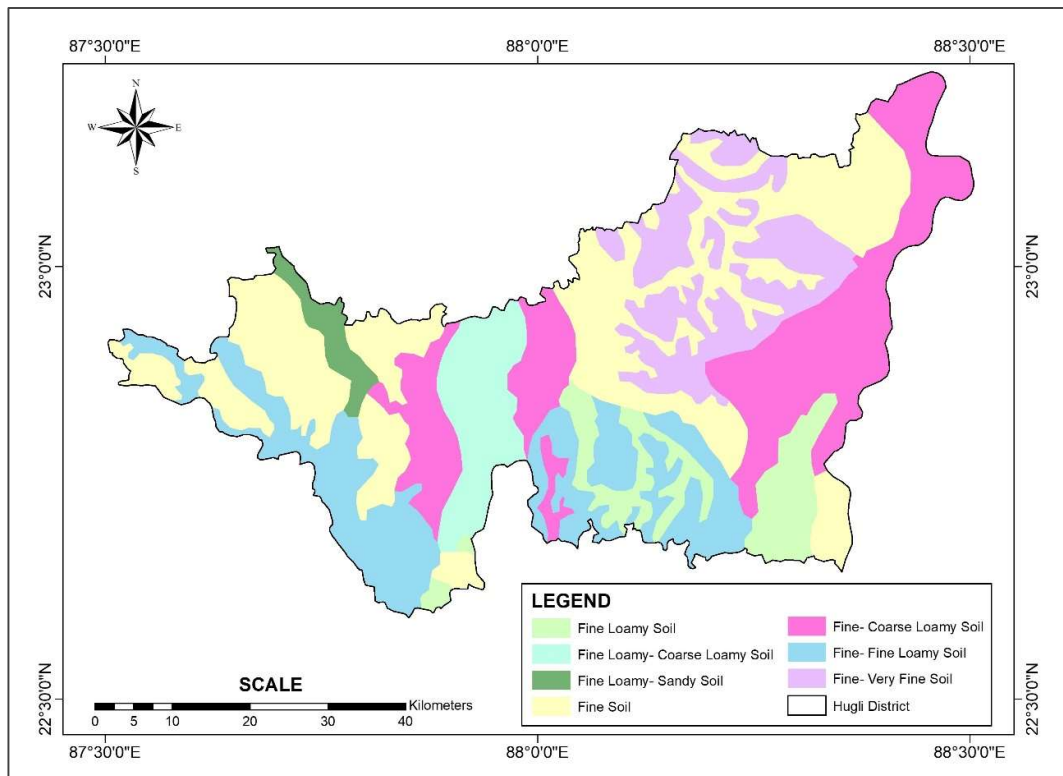 87°30'0"E 88°0'0"E 88°30'0"E
N
W E
S
23°0'0"N 23°0'0"N
LEGEND
Fine Loamy Soil
Fine Loamy- Coarse Loamy Soil
Fine Loamy- Sandy Soil
Fine Soil
Fine- Coarse Loamy Soil
Fine- Fine Loamy Soil
Fine- Very Fine Soil
Hugli District
SCALE
Kilometers
0 5 10 20 30 40
22°30'0"N 22°30'0"N
87°30'0"E 88°0'0"E 88°30'0"E